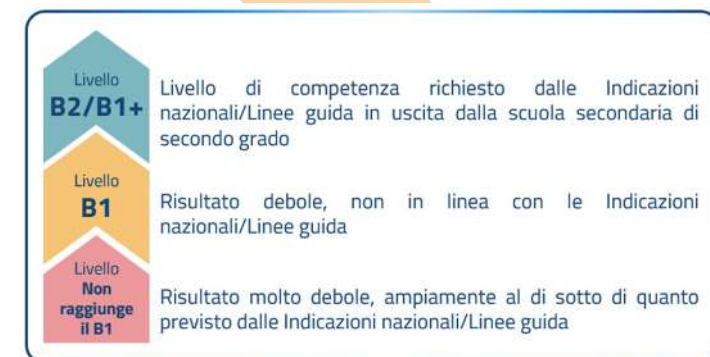 Livello
B2/B1+
Livello di competenza richiesto dalle Indicazioni
nazionali/Linee guida in uscita dalla scuola secondaria di
secondo grado
Livello
B1
Risultato debole, non in linea con le Indicazioni
nazionali/Linee guida
Livello
Non
raggiunge
il B1
Risultato molto debole, ampiamente al di sotto di quanto
previsto dalle Indicazioni nazionali/Linee guida